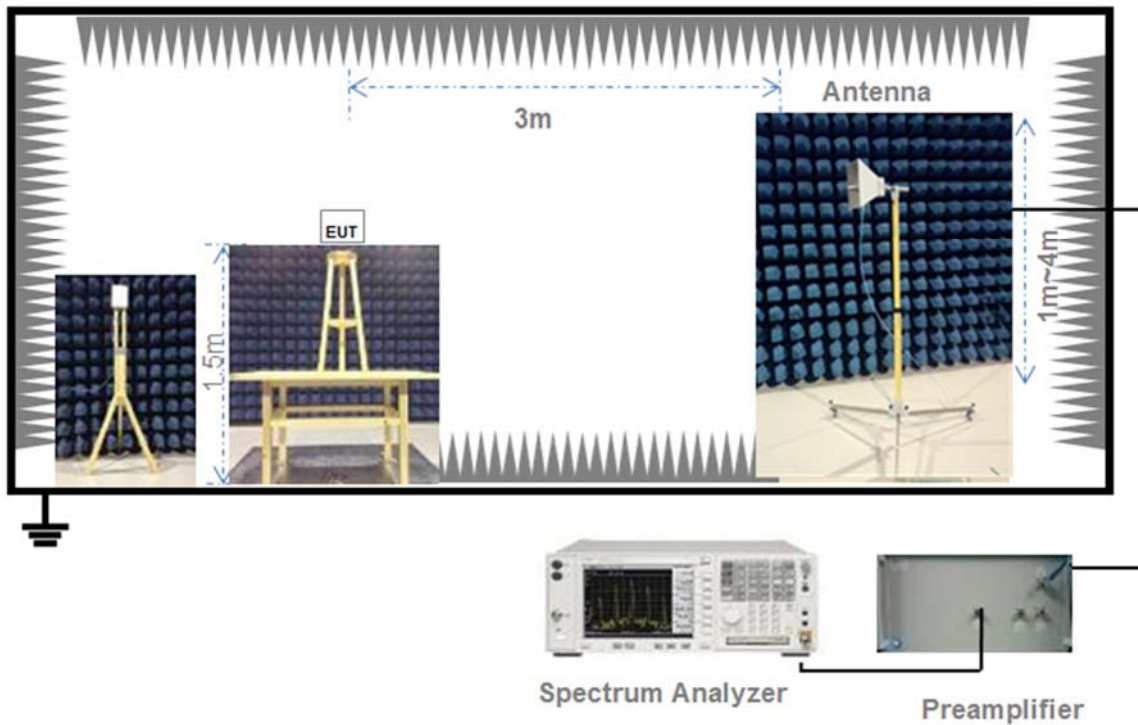 Antenna
3m
EUT
1.5m
1m~4m
Spectrum Analyzer
Preamplifier